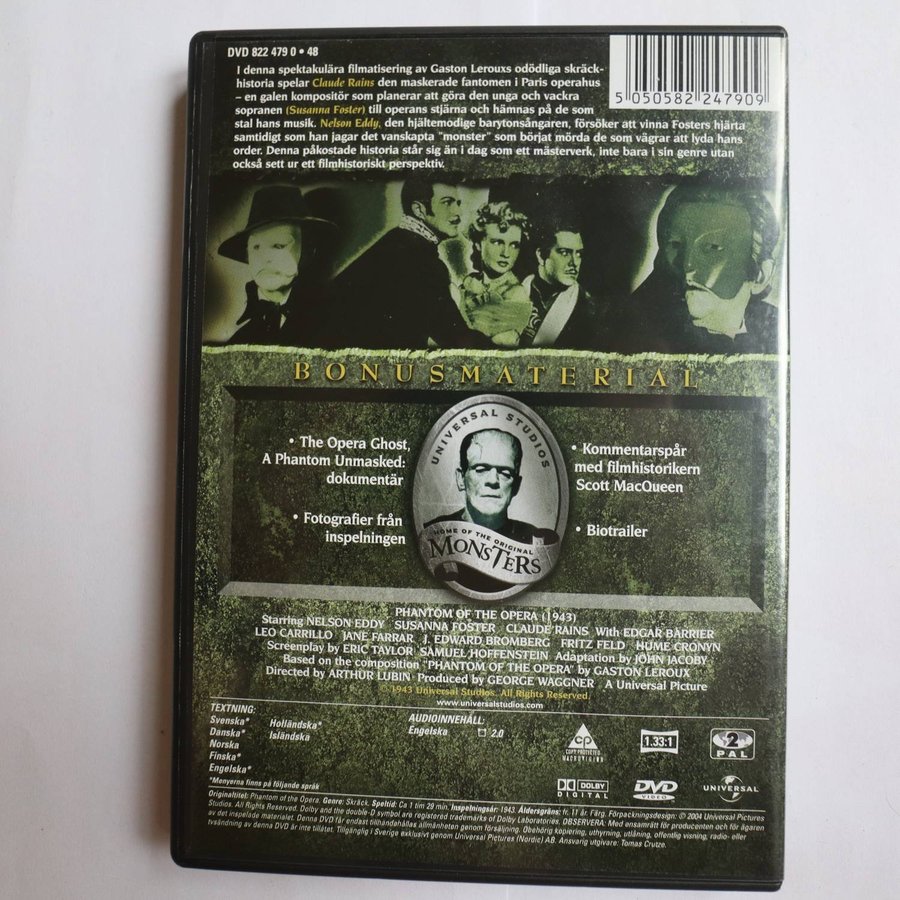 DVD 822 479 0 • 48
5 050582 247909
I denna spektakulära filmatisering av Gaston Lerouxs odödliga skräck-
historia spelar Claude Rains den maskerade fantomen i Paris operahus
– en galen kompositör som planerar att göra den unga och vackra
sopranen (Susanna Foster) till operans stjärna och hämnas på de som
stal hans musik. Nelson Eddy, den hjältemodige barytonsångaren, försöker att vinna Fosters hjärta
samtidigt som han jagar det vanskapta "monster" som börjat mörda de som vägrar att lyda hans
order. Denna påkostade historia står sig än i dag som ett mästerverk, inte bara i sin genre utan
också sett ur ett filmhistoriskt perspektiv.
BONUSMATERIAL
• The Opera Ghost,
A Phantom Unmasked:
dokumentär
• Fotografier från
inspelningen
UNIVERSAL STUDIOS
HOME OF THE ORIGINAL
MONSTERS
• Kommentarspår
med filmhistorikern
Scott MacQueen
• Biotrailer
PHANTOM OF THE OPERA (1943)
Starring NELSON EDDY SUSANNA FOSTER CLAUDE RAINS With EDGAR BARRIER
LEO CARRILLO JANE FARRAR J. EDWARD BROMBERG FRITZ FELD HUME CRONYN
Screenplay by ERIC TAYLOR SAMUEL HOFFENSTEIN Adaptation by JOHN JACOBY
Based on the composition "PHANTOM OF THE OPERA" by GASTON LEROUX
Directed by ARTHUR LUBIN Produced by GEORGE WAGGNER A Universal Picture
© 1943 Universal Studios. All Rights Reserved.
www.universalstudios.com
TEXTNING:
Svenska* Holländska*
Danska* Isländska
Norska
Finska*
Engelska*
*Menyerna finns på följande språk
AUDIOINNEHÅLL:
Engelska 2.0
CP
COPY PROTECTED
MACROVISION
1.33:1
2
PAL
DOLBY
DIGITAL
DVD
VIDEO
UNIVERSAL
Originaltitel: Phantom of the Opera. Genre: Skräck. Speltid: Ca 1 tim 29 min. Inspelningsår: 1943. Åldersgräns: fr. 11 år. Färg. Förpackningsdesign: © 2004 Universal Pictures
Studios. All Rights Reserved. Dolby and the double-D symbol are registered trademarks of Dolby Laboratories. OBSERVERA: Med ensamrätt för producenten och för ägaren
av det inspelade materialet. Denna DVD får endast tillhandahållas allmänheten genom försäljning. Obehörig kopiering, uthyrning, utlåning, offentlig visning, radio- eller
tvsändning av denna DVD är inte tillåtet. Tillgänglig i Sverige exklusivt genom Universal Pictures (Nordic) AB. Ansvarig utgivare: Tomas Crutze.